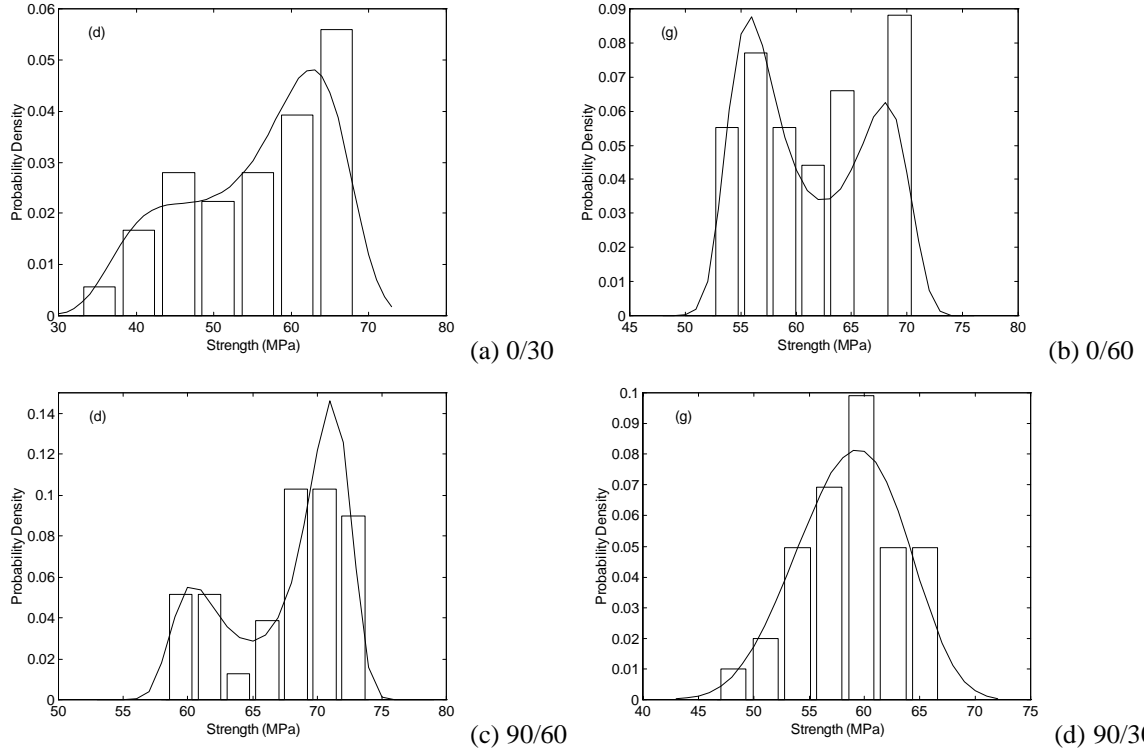 0.06
0.05
0.04
0.03
0.02
0.01
0
(d)
Probability Density
30 40 50 60 70 80
Strength (MPa)
(a) 0/30
0.09
0.08
0.07
0.06
0.05
0.04
0.03
0.02
0.01
0
(g)
Probability Density
45 50 55 60 65 70 75 80
Strength (MPa)
(b) 0/60
0.14
0.12
0.1
0.08
0.06
0.04
0.02
0
(d)
Probability Density
50 55 60 65 70 75 80
Strength (MPa)
(c) 90/60
0.1
0.09
0.08
0.07
0.06
0.05
0.04
0.03
0.02
0.01
0
(g)
Probability Density
40 45 50 55 60 65 70 75
Strength (MPa)
(d) 90/30